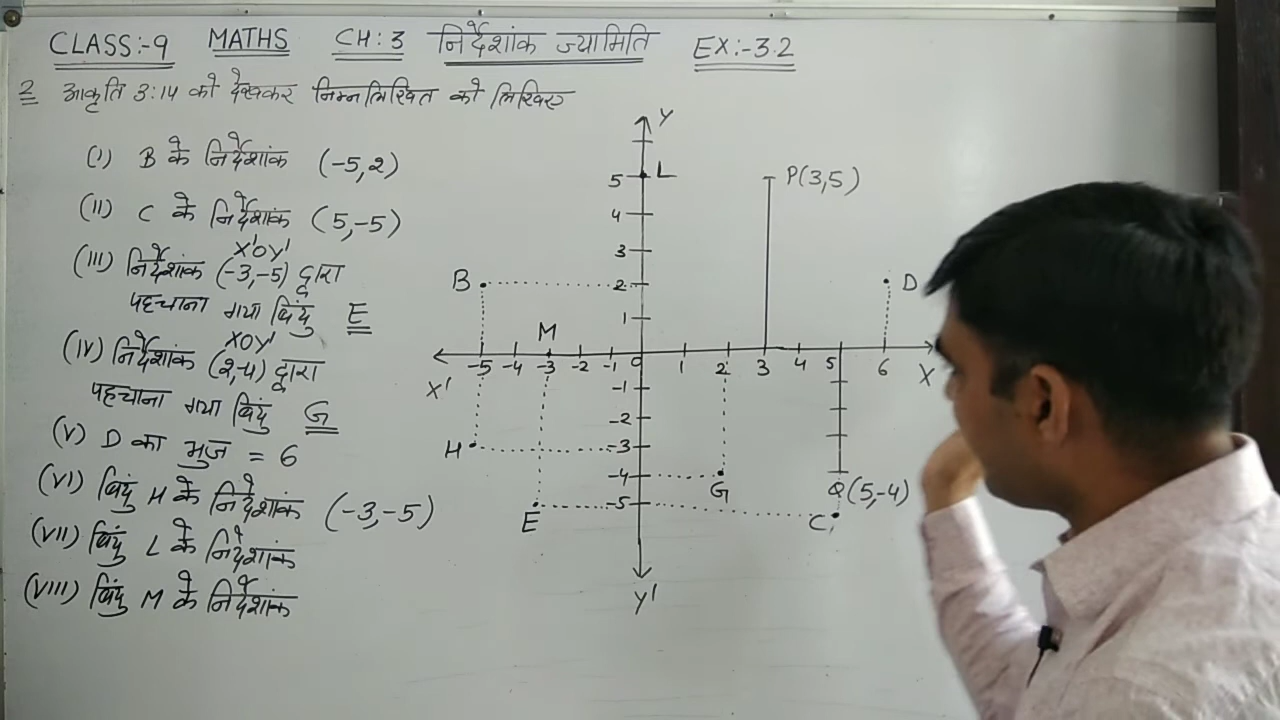 CLASS:-9 MATHS CH:3 निर्देशांक ज्यामिति EX:-3.2
2 आकृति 3:14 को देखकर निम्नलिखित को लिखिए
(i) B के निर्देशांक (-5,2)
(ii) C के निर्देशांक (5,-5)
X'OY'
(iii) निर्देशांक (-3,-5) द्वारा
पहचाना गया बिंदु E
XOY'
(iv) निर्देशांक (2,-4) द्वारा
पहचाना गया बिंदु G
(v) D का भुज = 6
(vi) बिंदु H के निर्देशांक (-3,-5)
(vii) बिंदु L के निर्देशांक
(viii) बिंदु M के निर्देशांक
Y
5 L P(3,5)
4
3
B 2 D
1
M
-5 -4 -3 -2 -1 0 1 2 3 4 5 6
X' X
-1
-2
H -3
-4
G Q(5,-4)
-5
E C
Y'